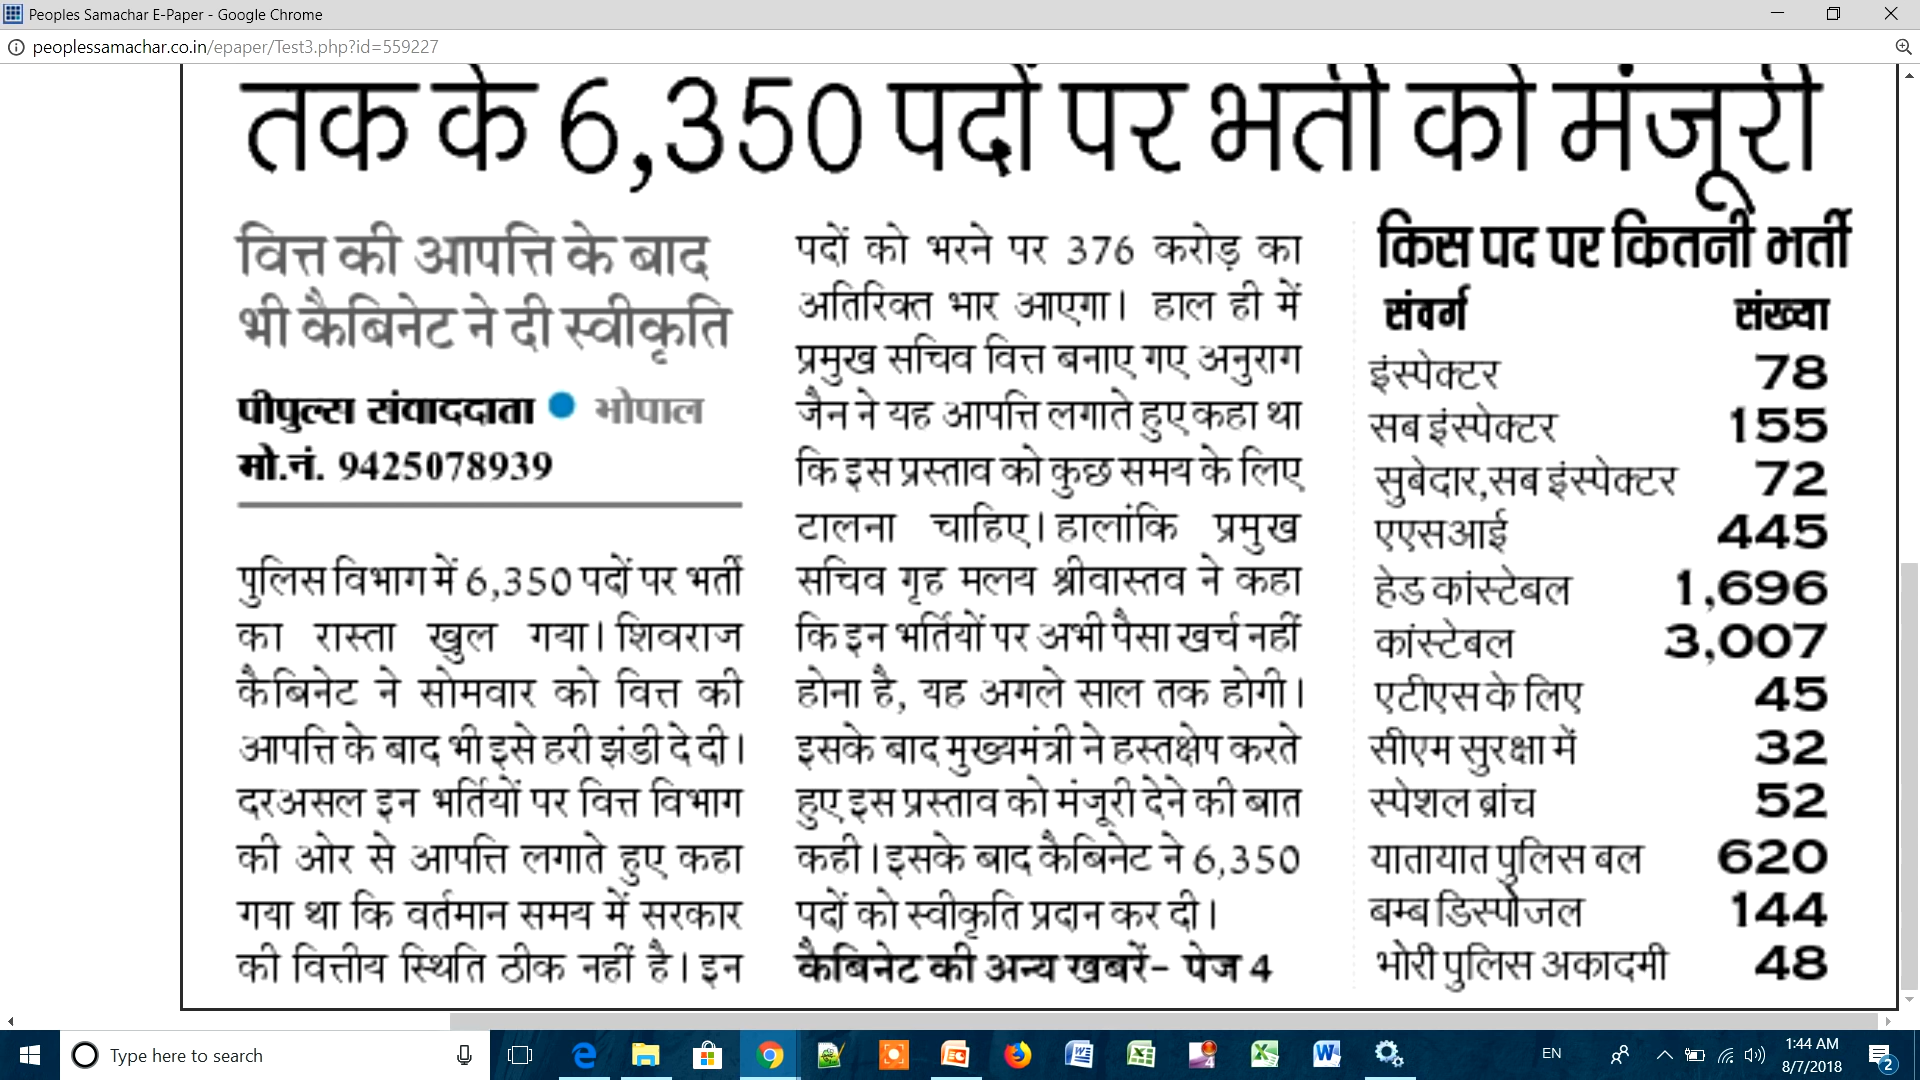 Peoples Samachar E-Paper - Google Chrome
peoplessamachar.co.in/epaper/Test3.php?id=559227
तक के 6,350 पदों पर भर्ती को मंजूरी
वित्त की आपत्ति के बाद
भी कैबिनेट ने दी स्वीकृति
पीपुल्स संवाददाता ● भोपाल
मो.नं. 9425078939
पुलिस विभाग में 6,350 पदों पर भर्ती
का रास्ता खुल गया। शिवराज
कैबिनेट ने सोमवार को वित्त की
आपत्ति के बाद भी इसे हरी झंडी दे दी।
दरअसल इन भर्तियों पर वित्त विभाग
की ओर से आपत्ति लगाते हुए कहा
गया था कि वर्तमान समय में सरकार
की वित्तीय स्थिति ठीक नहीं है। इन
पदों को भरने पर 376 करोड़ का
अतिरिक्त भार आएगा। हाल ही में
प्रमुख सचिव वित्त बनाए गए अनुराग
जैन ने यह आपत्ति लगाते हुए कहा था
कि इस प्रस्ताव को कुछ समय के लिए
टालना चाहिए। हालांकि प्रमुख
सचिव गृह मलय श्रीवास्तव ने कहा
कि इन भर्तियों पर अभी पैसा खर्च नहीं
होना है, यह अगले साल तक होगी।
इसके बाद मुख्यमंत्री ने हस्तक्षेप करते
हुए इस प्रस्ताव को मंजूरी देने की बात
कही। इसके बाद कैबिनेट ने 6,350
पदों को स्वीकृति प्रदान कर दी।
कैबिनेट की अन्य खबरें- पेज 4
किस पद पर कितनी भर्ती
संवर्ग संख्या
इंस्पेक्टर 78
सब इंस्पेक्टर 155
सुबेदार,सब इंस्पेक्टर 72
एएसआई 445
हेड कांस्टेबल 1,696
कांस्टेबल 3,007
एटीएस के लिए 45
सीएम सुरक्षा में 32
स्पेशल ब्रांच 52
यातायात पुलिस बल 620
बम्ब डिस्पोजल 144
भोरी पुलिस अकादमी 48
Type here to search
EN
1:44 AM
8/7/2018
2